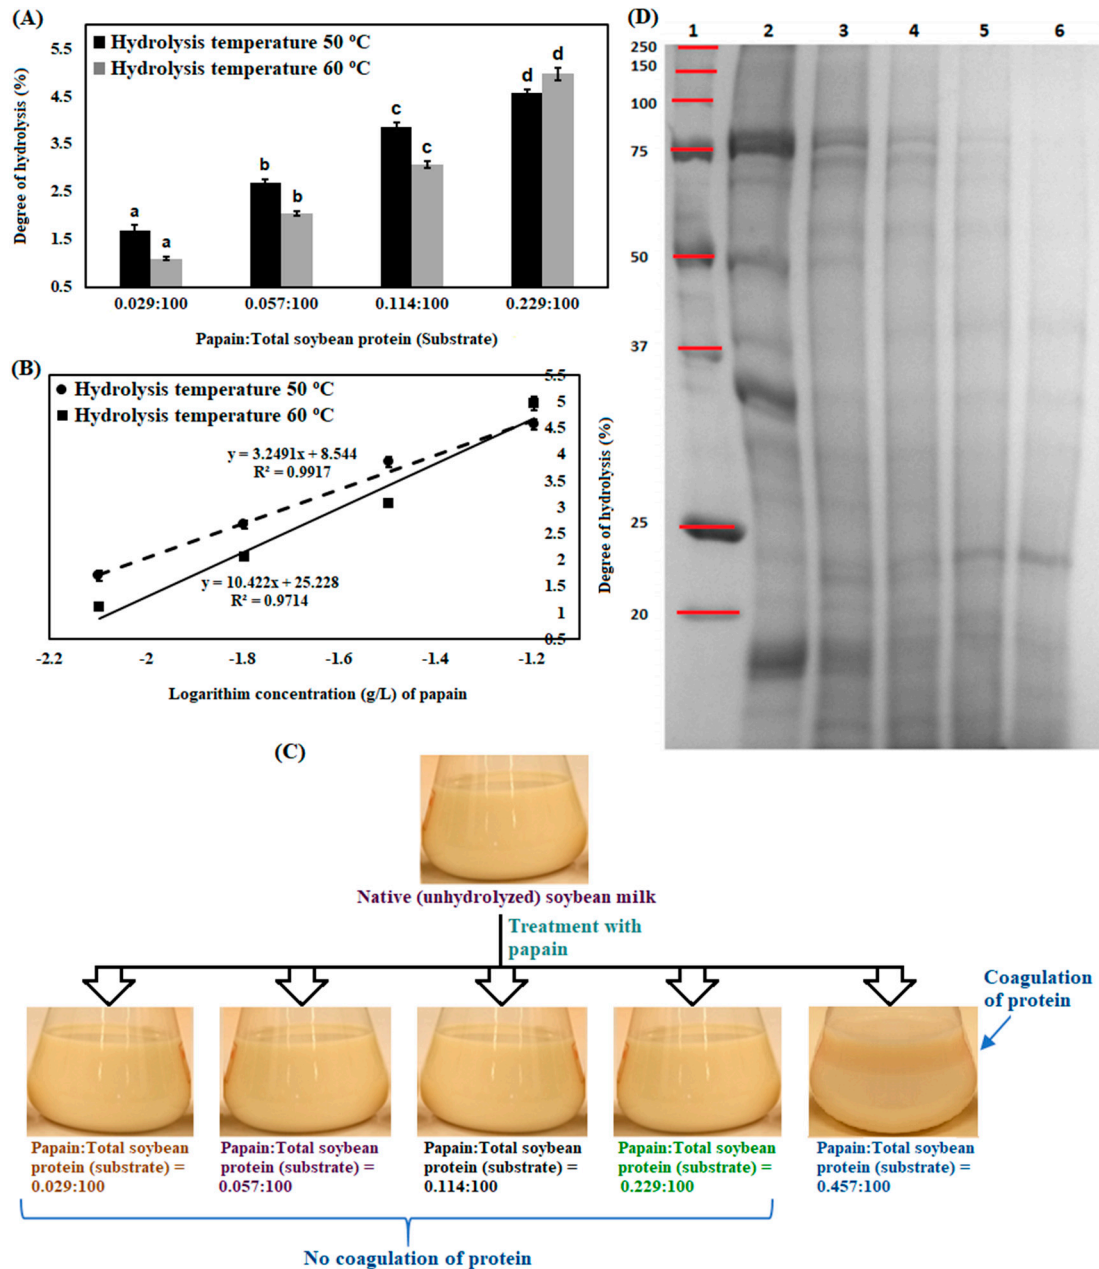 (A)
Hydrolysis temperature 50 ⁰C
Hydrolysis temperature 60 ⁰C
Degree of hydrolysis (%)
5.5
4.5
3.5
2.5
1.5
0.5
a
a
b
b
c
c
d
d
0.029:100
0.057:100
0.114:100
0.229:100
Papain:Total soybean protein (Substrate)
(B)
Hydrolysis temperature 50 ⁰C
Hydrolysis temperature 60 ⁰C
y = 3.2491x + 8.544
R² = 0.9917
y = 10.422x + 25.228
R² = 0.9714
5.5
5
4.5
4
3.5
3
2.5
2
1.5
1
0.5
Degree of hydrolysis (%)
-2.2
-2
-1.8
-1.6
-1.4
-1.2
Logarithim concentration (g/L) of papain
(D)
1 2 3 4 5 6
250
150
100
75
50
37
25
20
(C)
Native (unhydrolyzed) soybean milk
Treatment with
papain
Coagulation
of protein
Papain:Total soybean
protein (substrate) =
0.029:100
Papain:Total soybean
protein (substrate) =
0.057:100
Papain:Total soybean
protein (substrate) =
0.114:100
Papain:Total soybean
protein (substrate) =
0.229:100
Papain:Total soybean
protein (substrate) =
0.457:100
No coagulation of protein